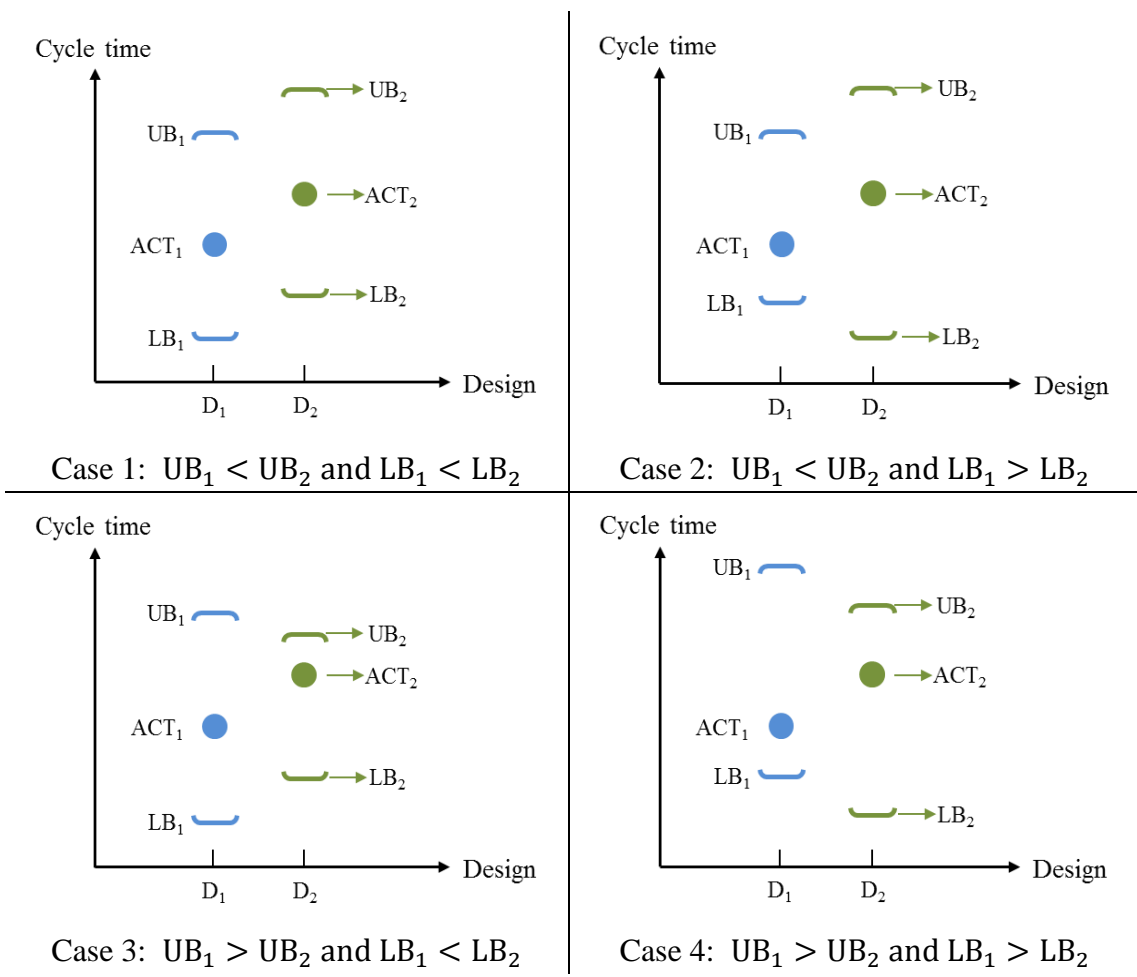 Cycle time
UB₂
UB₁
ACT₂
ACT₁
LB₂
LB₁
Design
D₁ D₂
Case 1: UB₁ < UB₂ and LB₁ < LB₂
Cycle time
UB₂
UB₁
ACT₂
ACT₁
LB₁
LB₂
Design
D₁ D₂
Case 2: UB₁ < UB₂ and LB₁ > LB₂
Cycle time
UB₁
UB₂
ACT₂
ACT₁
LB₂
LB₁
Design
D₁ D₂
Case 3: UB₁ > UB₂ and LB₁ < LB₂
Cycle time
UB₁
UB₂
ACT₂
ACT₁
LB₁
LB₂
Design
D₁ D₂
Case 4: UB₁ > UB₂ and LB₁ > LB₂